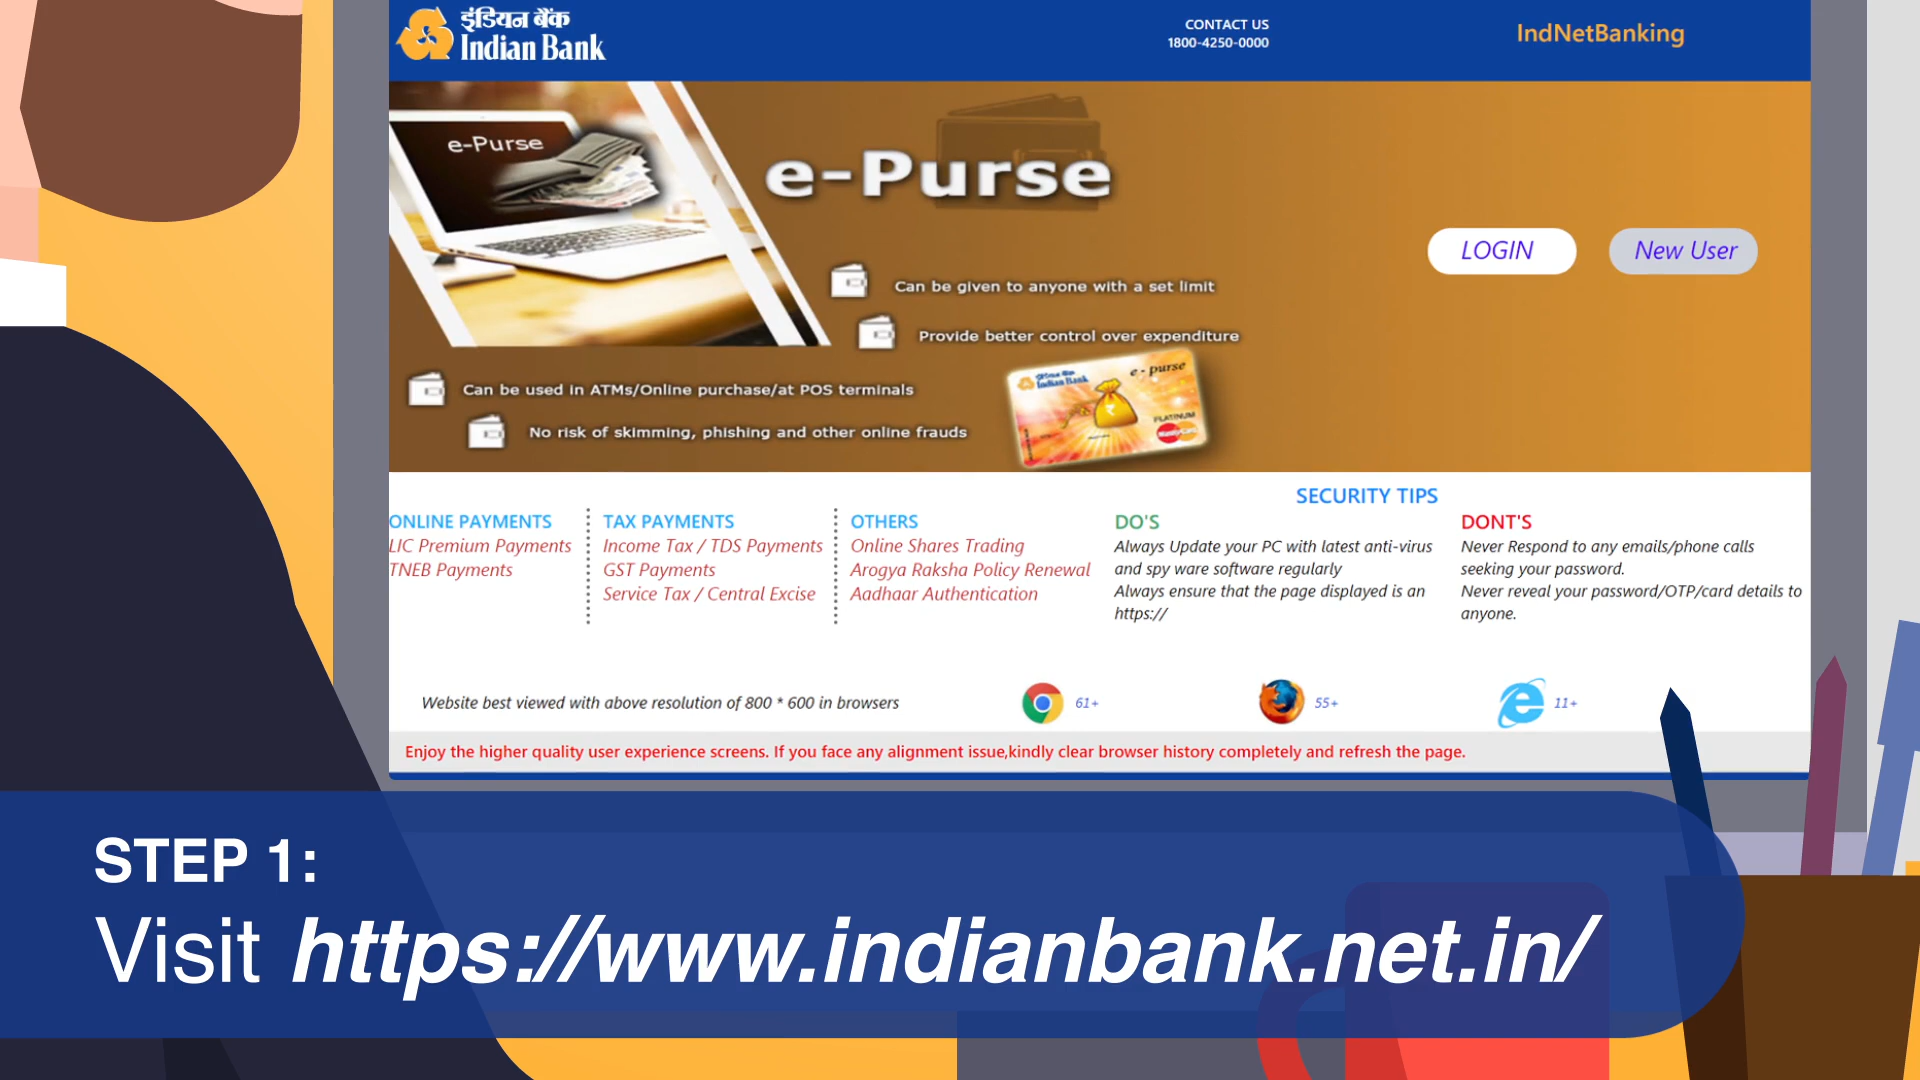 इंडियन बैंक
Indian Bank
CONTACT US
1800-4250-0000
IndNetBanking
e-Purse
e-Purse
LOGIN
New User
Can be given to anyone with a set limit
Provide better control over expenditure
Can be used in ATMs/Online purchase/at POS terminals
No risk of skimming, phishing and other online frauds
इंडियन बैंक
Indian Bank
e - purse
PLATINUM
MasterCard
SECURITY TIPS
ONLINE PAYMENTS
LIC Premium Payments
TNEB Payments
TAX PAYMENTS
Income Tax / TDS Payments
GST Payments
Service Tax / Central Excise
OTHERS
Online Shares Trading
Arogya Raksha Policy Renewal
Aadhaar Authentication
DO'S
Always Update your PC with latest anti-virus
and spy ware software regularly
Always ensure that the page displayed is an
https://
DONT'S
Never Respond to any emails/phone calls
seeking your password.
Never reveal your password/OTP/card details to
anyone.
Website best viewed with above resolution of 800 * 600 in browsers
61+
55+
11+
Enjoy the higher quality user experience screens. If you face any alignment issue,kindly clear browser history completely and refresh the page.
STEP 1:
Visit https://www.indianbank.net.in/